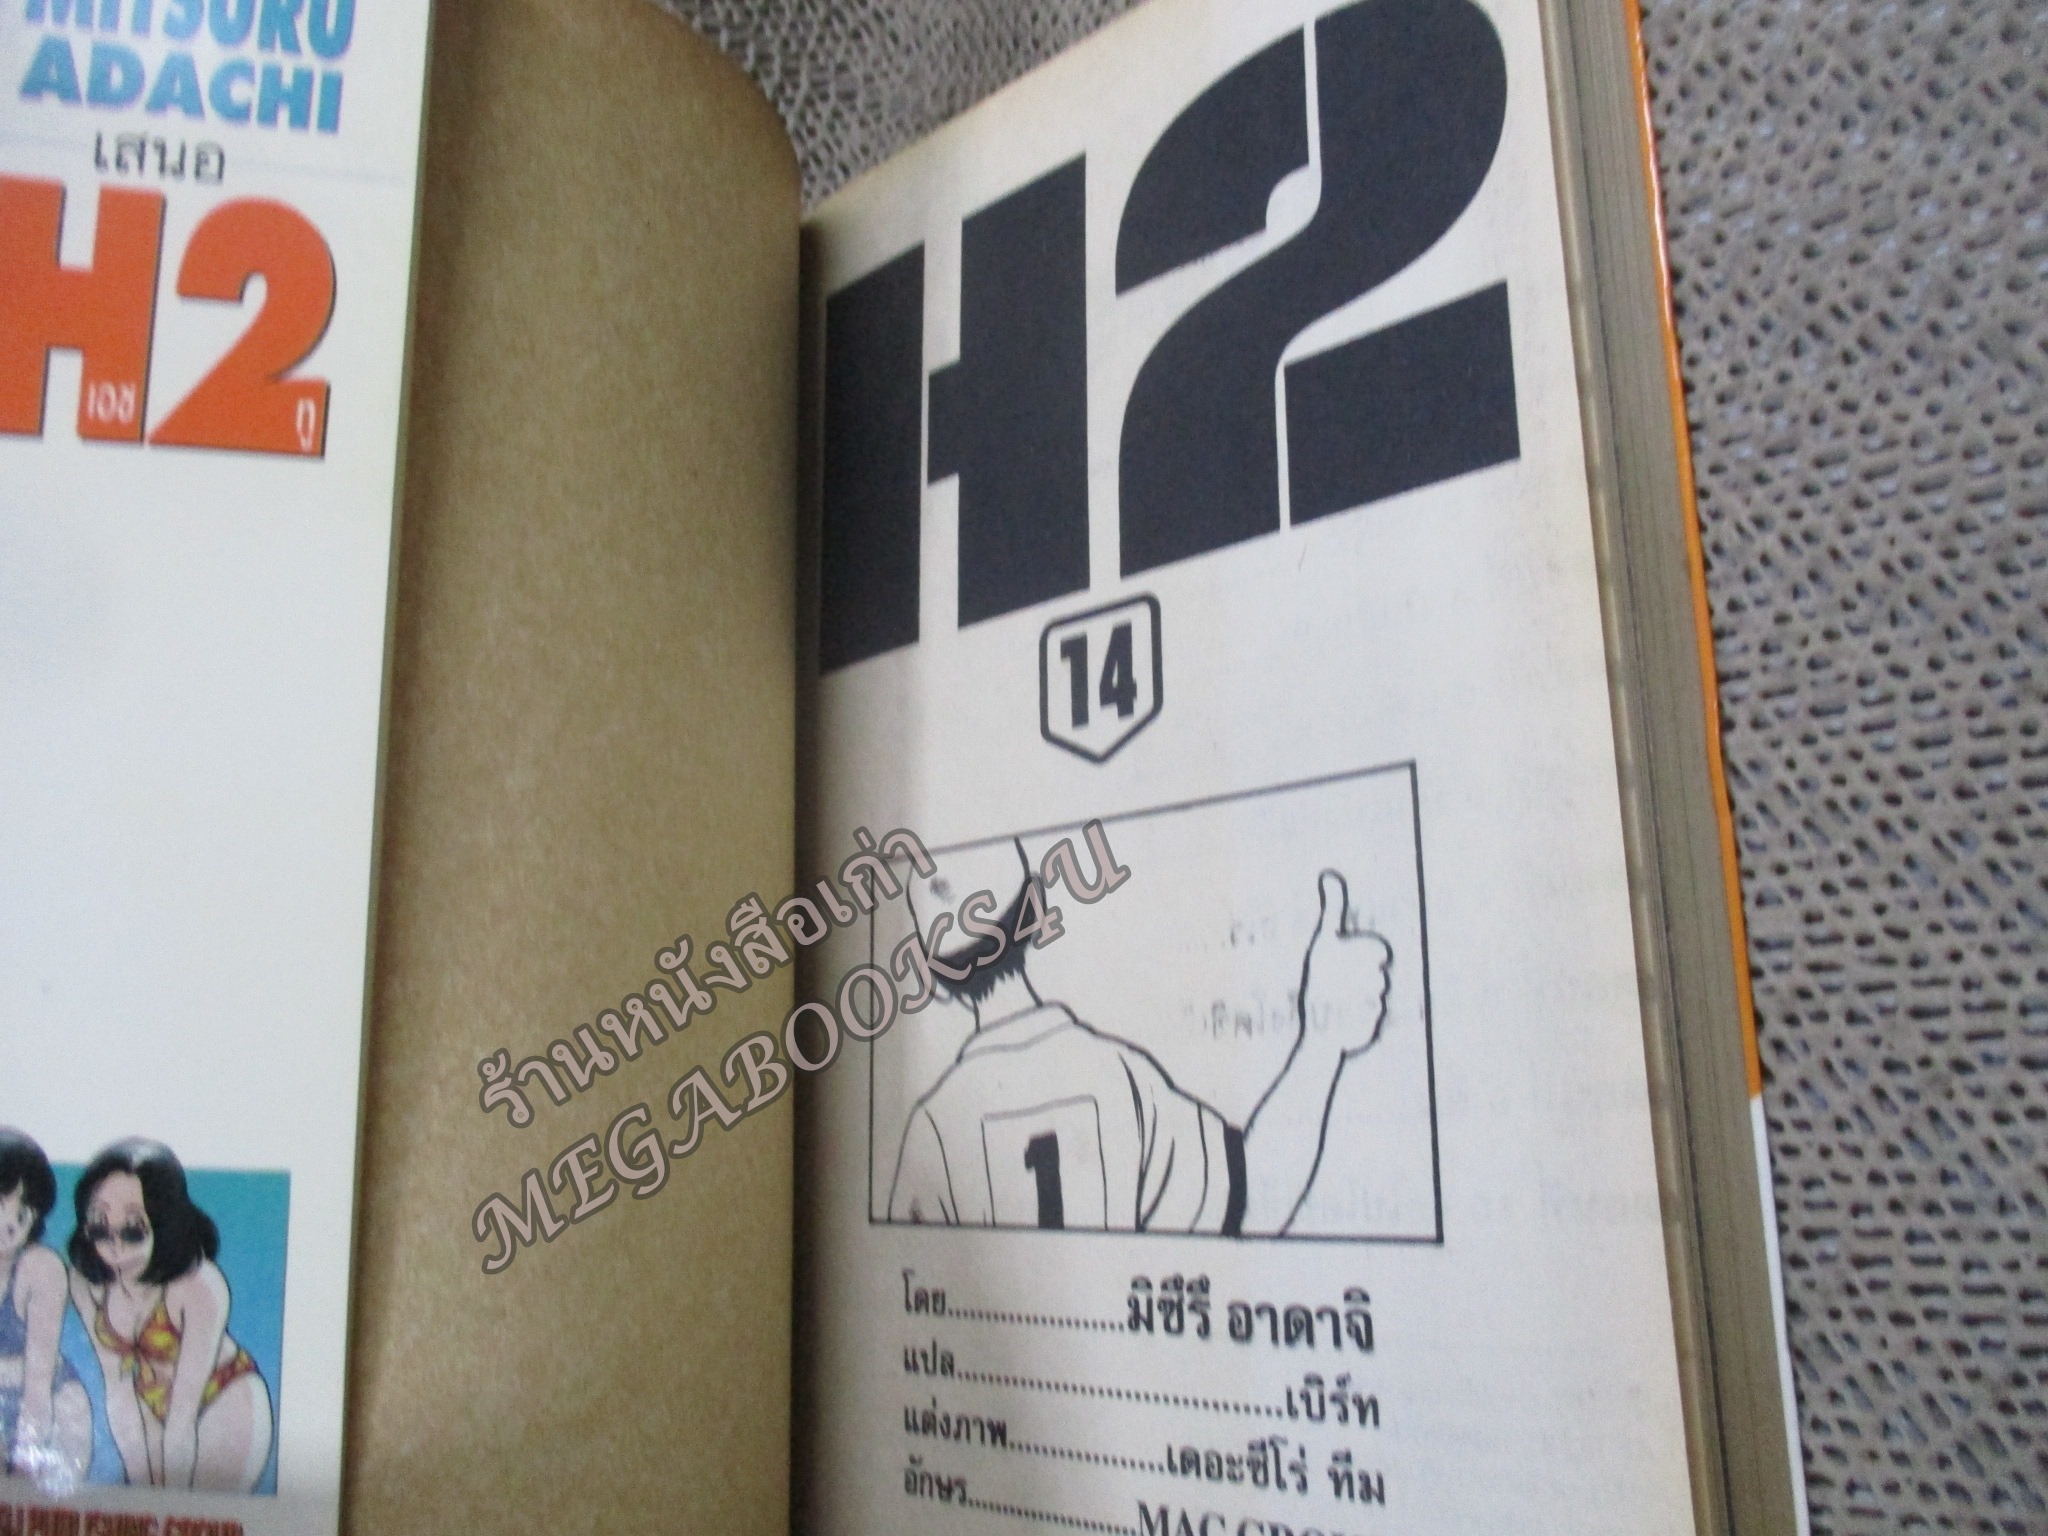 MITSURU
ADACHI
เสนอ
H2
เอช ทู
H2
14
1
โดย....................มิซึรึ อาดาจิ
แปล....................................เบิร์ท
แต่งภาพ..................เดอะซีโร่ ทีม
อักษร...................MAC GROUP
ร้านหนังสือเก่า
MEGABOOKS4U